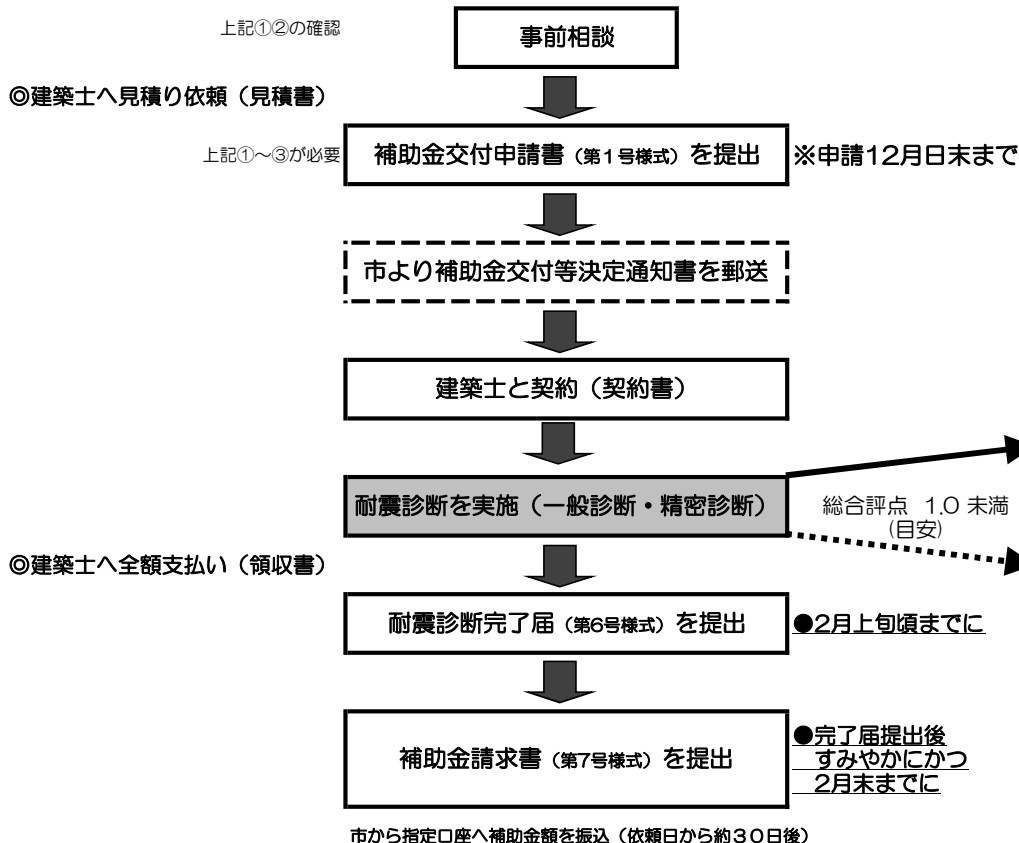 上記①②の確認
事前相談
◎建築士へ見積り依頼（見積書）
上記①～③が必要
補助金交付申請書（第１号様式）を提出
※申請12月日末まで
市より補助金交付等決定通知書を郵送
建築士と契約（契約書）
耐震診断を実施（一般診断・精密診断）
総合評点　1.0 未満
(目安)
◎建築士へ全額支払い（領収書）
耐震診断完了届（第6号様式）を提出
●2月上旬頃までに
補助金請求書（第7号様式）を提出
●完了届提出後
すみやかにかつ
2月末までに
市から指定口座へ補助金額を振込（依頼日から約３０日後）